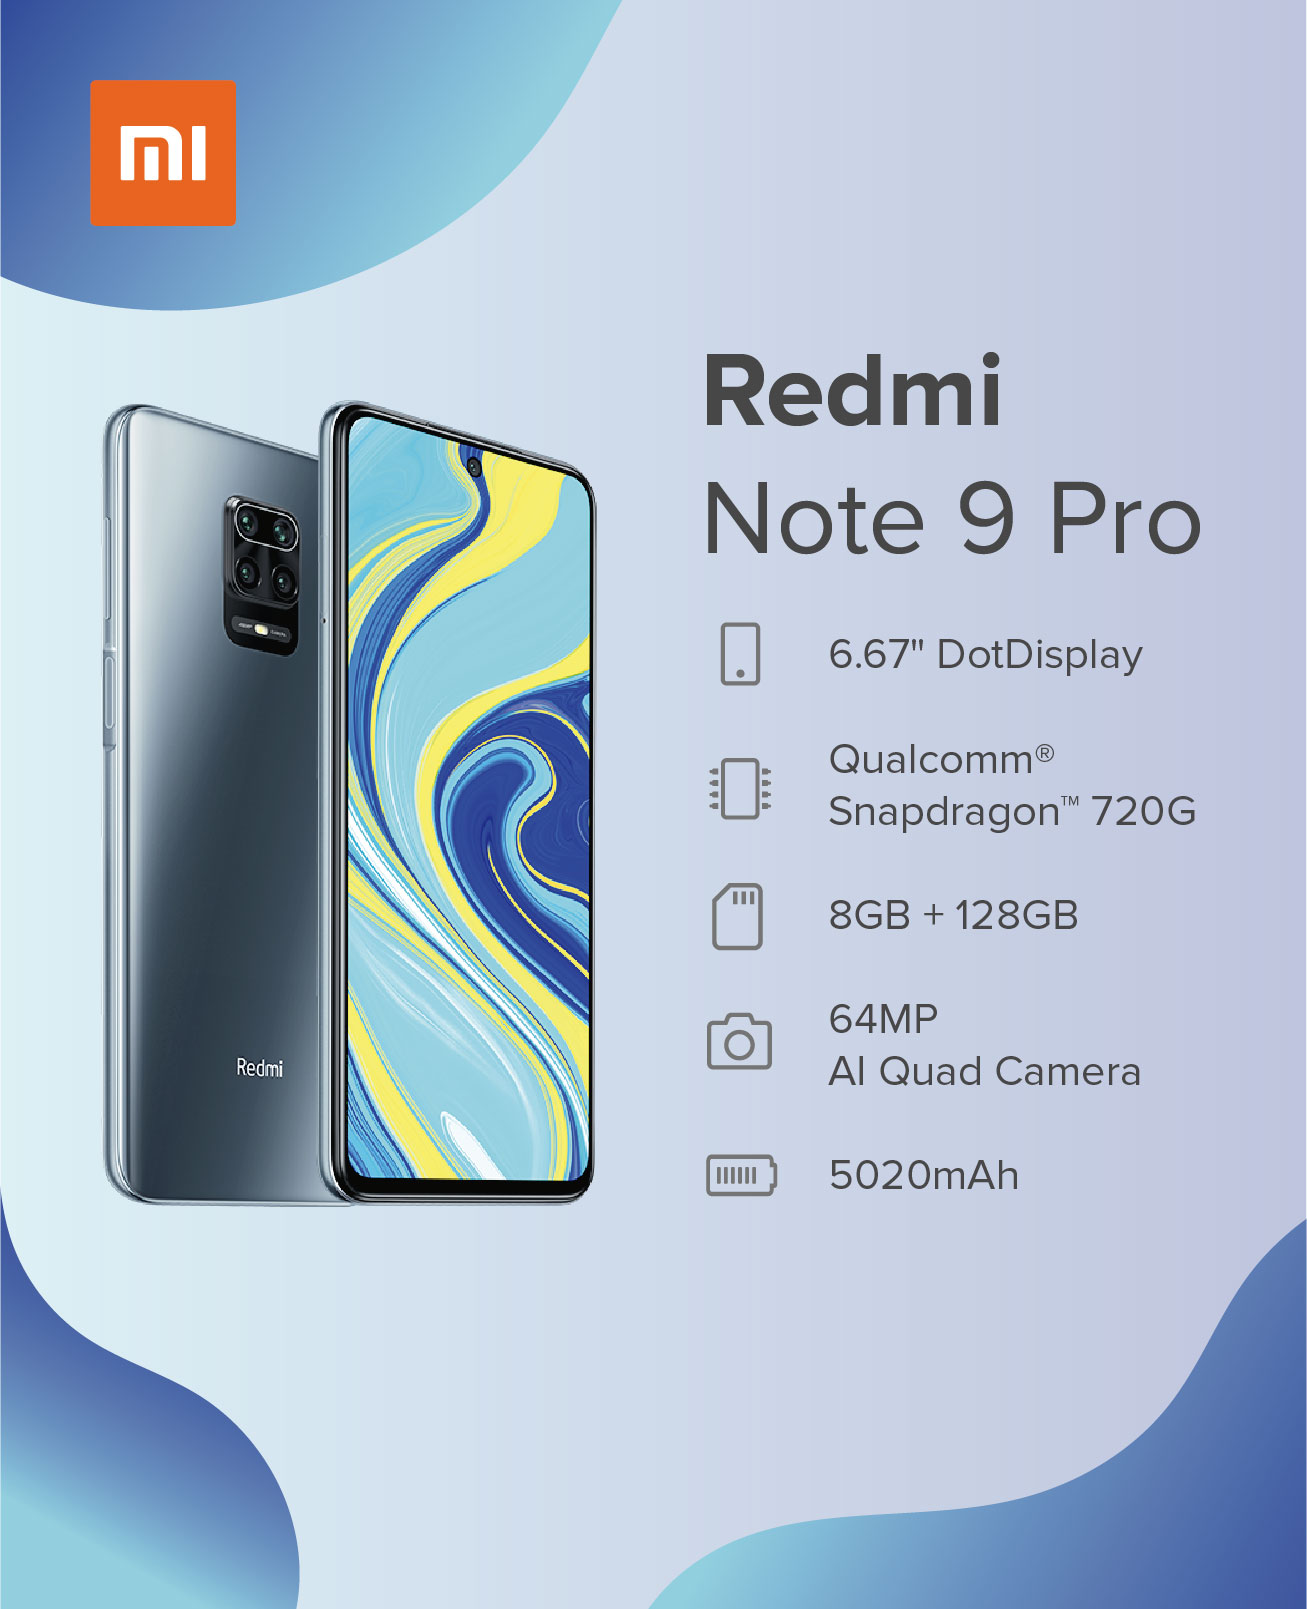 mi
Redmi
Note 9 Pro
6.67" DotDisplay
Qualcomm®
Snapdragon™ 720G
8GB + 128GB
64MP
AI Quad Camera
5020mAh
Redmi